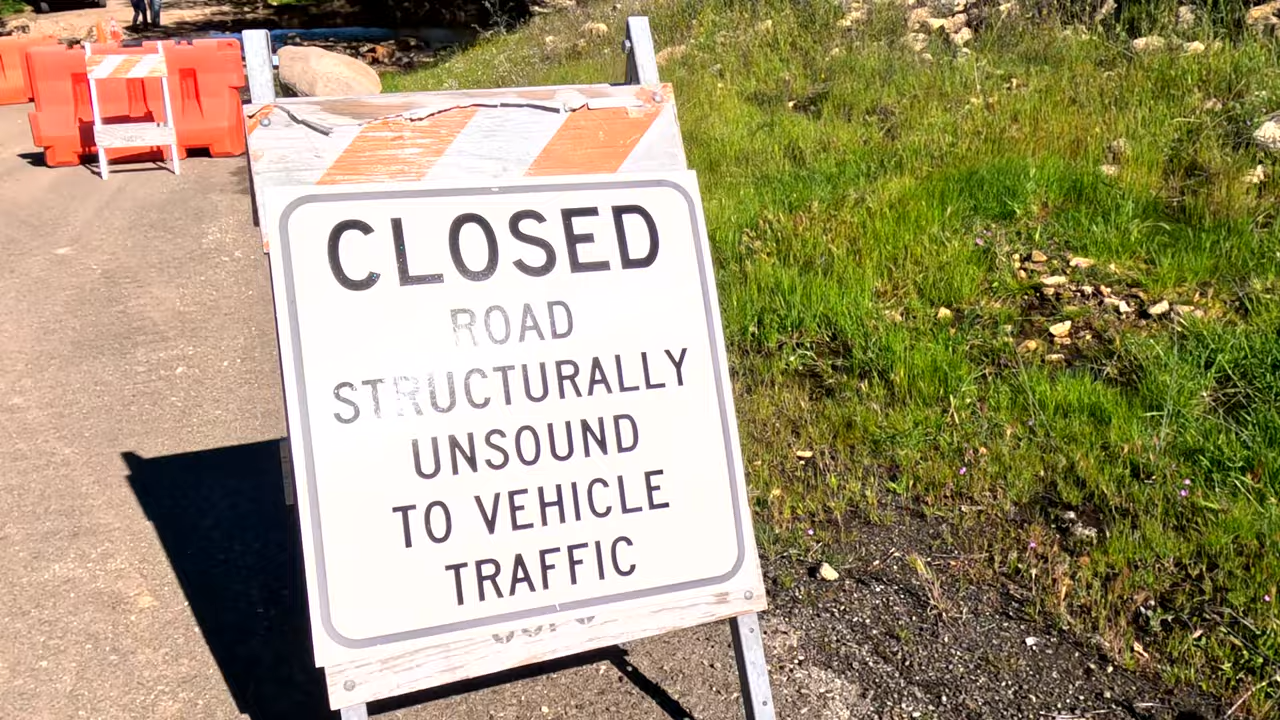 CLOSED
ROAD
STRUCTURALLY
UNSOUND
TO VEHICLE
TRAFFIC